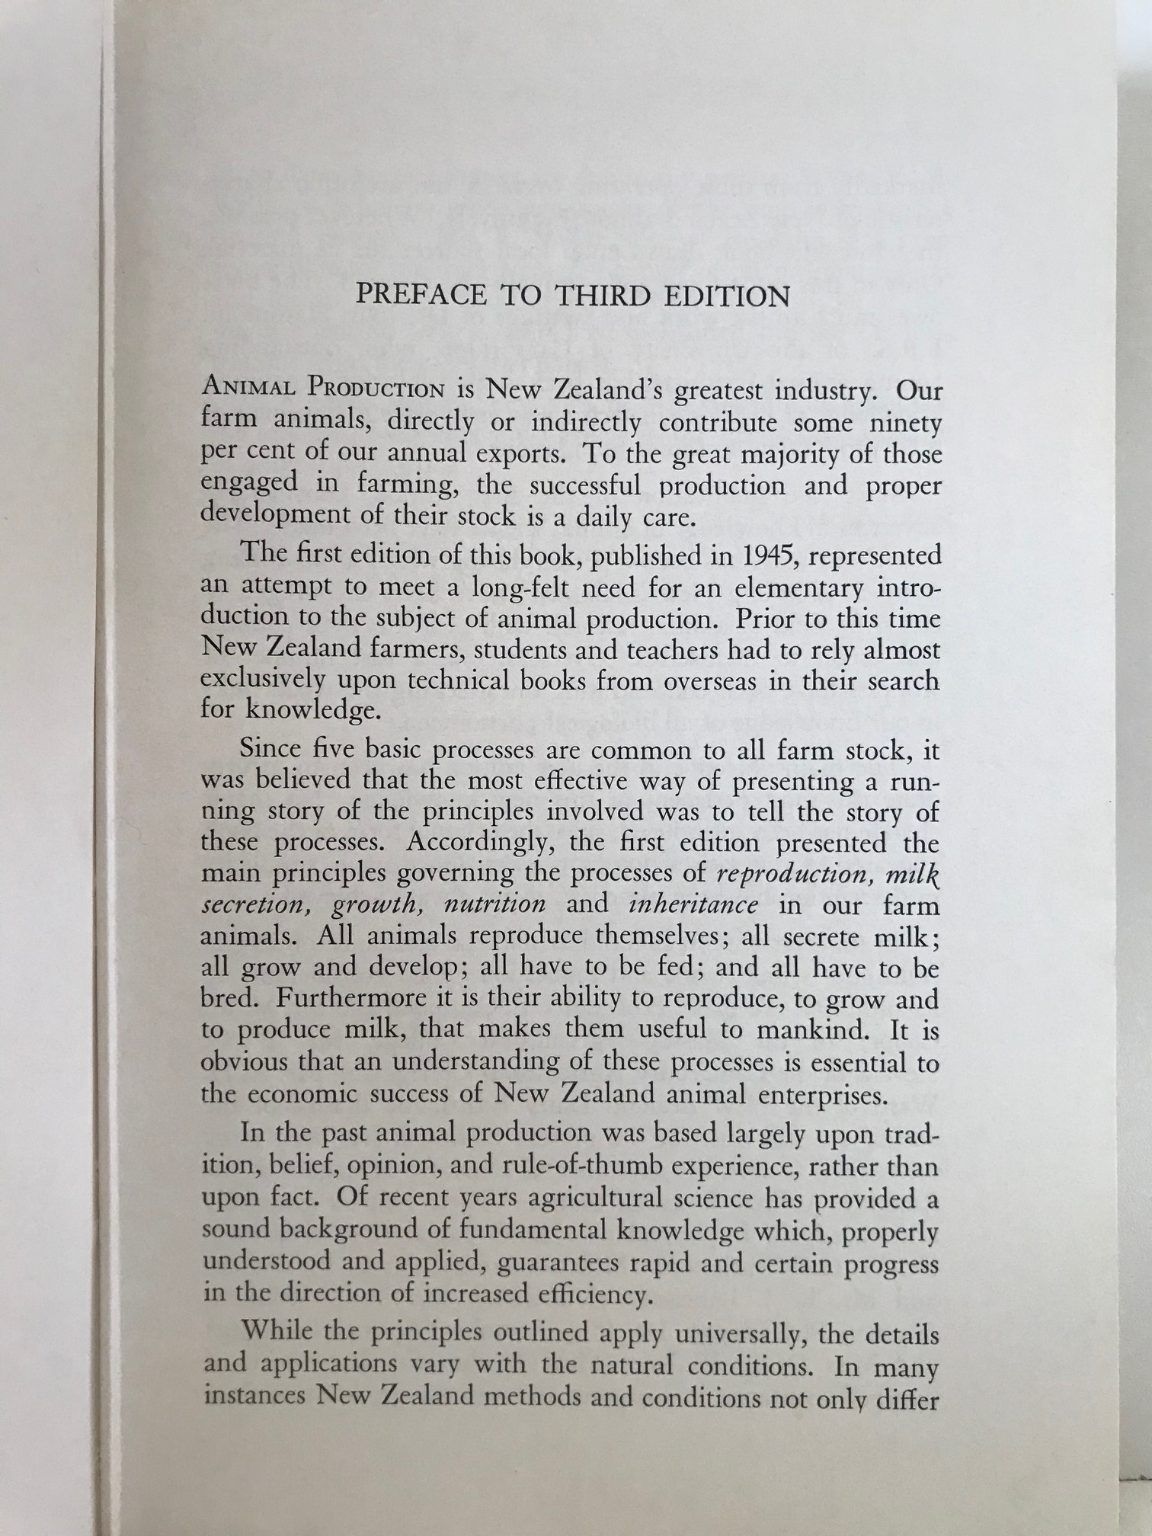 PREFACE TO THIRD EDITION
ANIMAL PRODUCTION is New Zealand's greatest industry. Our
farm animals, directly or indirectly contribute some ninety
per cent of our annual exports. To the great majority of those
engaged in farming, the successful production and proper
development of their stock is a daily care.
The first edition of this book, published in 1945, represented
an attempt to meet a long-felt need for an elementary intro-
duction to the subject of animal production. Prior to this time
New Zealand farmers, students and teachers had to rely almost
exclusively upon technical books from overseas in their search
for knowledge.
Since five basic processes are common to all farm stock, it
was believed that the most effective way of presenting a run-
ning story of the principles involved was to tell the story of
these processes. Accordingly, the first edition presented the
main principles governing the processes of reproduction, milk
secretion, growth, nutrition and inheritance in our farm
animals. All animals reproduce themselves; all secrete milk;
all grow and develop; all have to be fed; and all have to be
bred. Furthermore it is their ability to reproduce, to grow and
to produce milk, that makes them useful to mankind. It is
obvious that an understanding of these processes is essential to
the economic success of New Zealand animal enterprises.
In the past animal production was based largely upon trad-
ition, belief, opinion, and rule-of-thumb experience, rather than
upon fact. Of recent years agricultural science has provided a
sound background of fundamental knowledge which, properly
understood and applied, guarantees rapid and certain progress
in the direction of increased efficiency.
While the principles outlined apply universally, the details
and applications vary with the natural conditions. In many
instances New Zealand methods and conditions not only differ